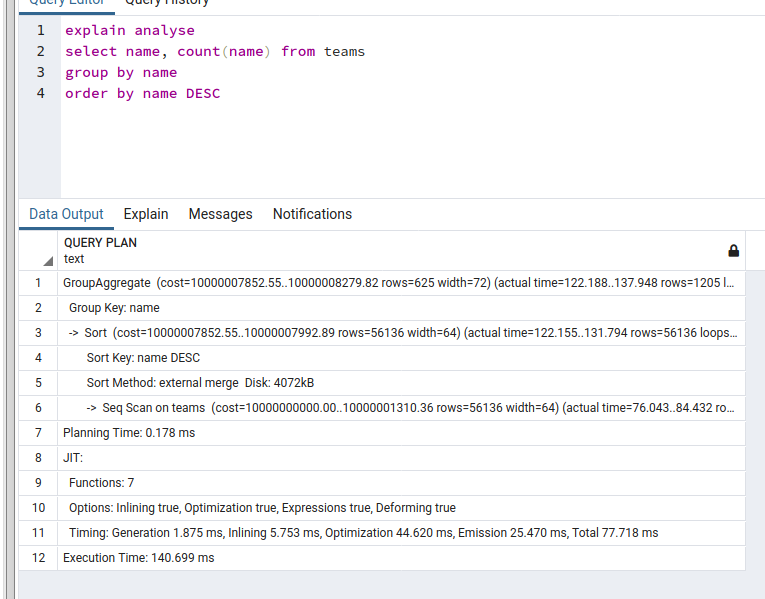 Query Editor Query History
1 explain analyse
2 select name, count(name) from teams
3 group by name
4 order by name DESC
Data Output Explain Messages Notifications
QUERY PLAN
text
1 GroupAggregate (cost=10000007852.55..10000008279.82 rows=625 width=72) (actual time=122.188..137.948 rows=1205 l...
2 Group Key: name
3 -> Sort (cost=10000007852.55..10000007992.89 rows=56136 width=64) (actual time=122.155..131.794 rows=56136 loops...
4 Sort Key: name DESC
5 Sort Method: external merge Disk: 4072kB
6 -> Seq Scan on teams (cost=10000000000.00..10000001310.36 rows=56136 width=64) (actual time=76.043..84.432 ro...
7 Planning Time: 0.178 ms
8 JIT:
9 Functions: 7
10 Options: Inlining true, Optimization true, Expressions true, Deforming true
11 Timing: Generation 1.875 ms, Inlining 5.753 ms, Optimization 44.620 ms, Emission 25.470 ms, Total 77.718 ms
12 Execution Time: 140.699 ms